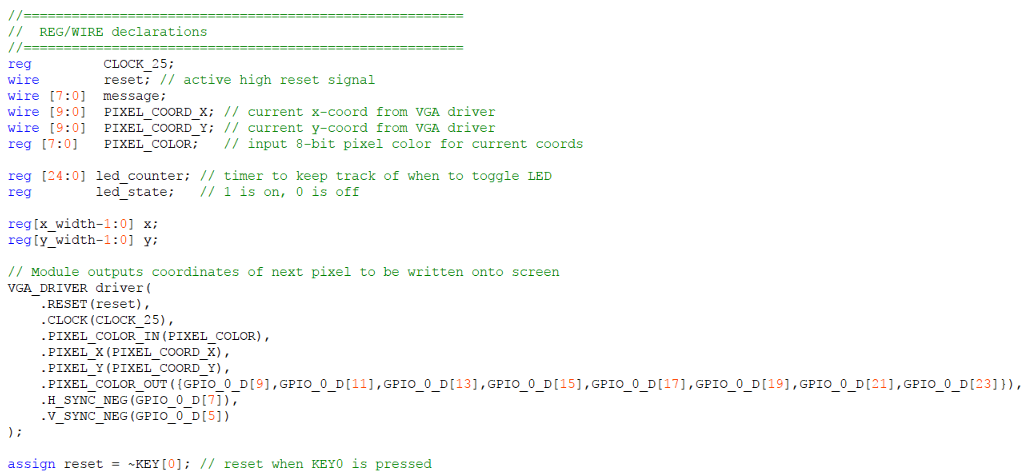 //=======================================================
//  REG/WIRE declarations
//=======================================================
reg         CLOCK_25;
wire        reset; // active high reset signal
wire [7:0]  message;
wire [9:0]  PIXEL_COORD_X; // current x-coord from VGA driver
wire [9:0]  PIXEL_COORD_Y; // current y-coord from VGA driver
reg [7:0]   PIXEL_COLOR;   // input 8-bit pixel color for current coords
reg [24:0] led_counter; // timer to keep track of when to toggle LED
reg        led_state;   // 1 is on, 0 is off
reg[x_width-1:0] x;
reg[y_width-1:0] y;
// Module outputs coordinates of next pixel to be written onto screen
VGA_DRIVER driver(
    .RESET(reset),
    .CLOCK(CLOCK_25),
    .PIXEL_COLOR_IN(PIXEL_COLOR),
    .PIXEL_X(PIXEL_COORD_X),
    .PIXEL_Y(PIXEL_COORD_Y),
    .PIXEL_COLOR_OUT({GPIO_0_D[9],GPIO_0_D[11],GPIO_0_D[13],GPIO_0_D[15],GPIO_0_D[17],GPIO_0_D[19],GPIO_0_D[21],GPIO_0_D[23]}),
    .H_SYNC_NEG(GPIO_0_D[7]),
    .V_SYNC_NEG(GPIO_0_D[5])
);
assign reset = ~KEY[0]; // reset when KEY0 is pressed